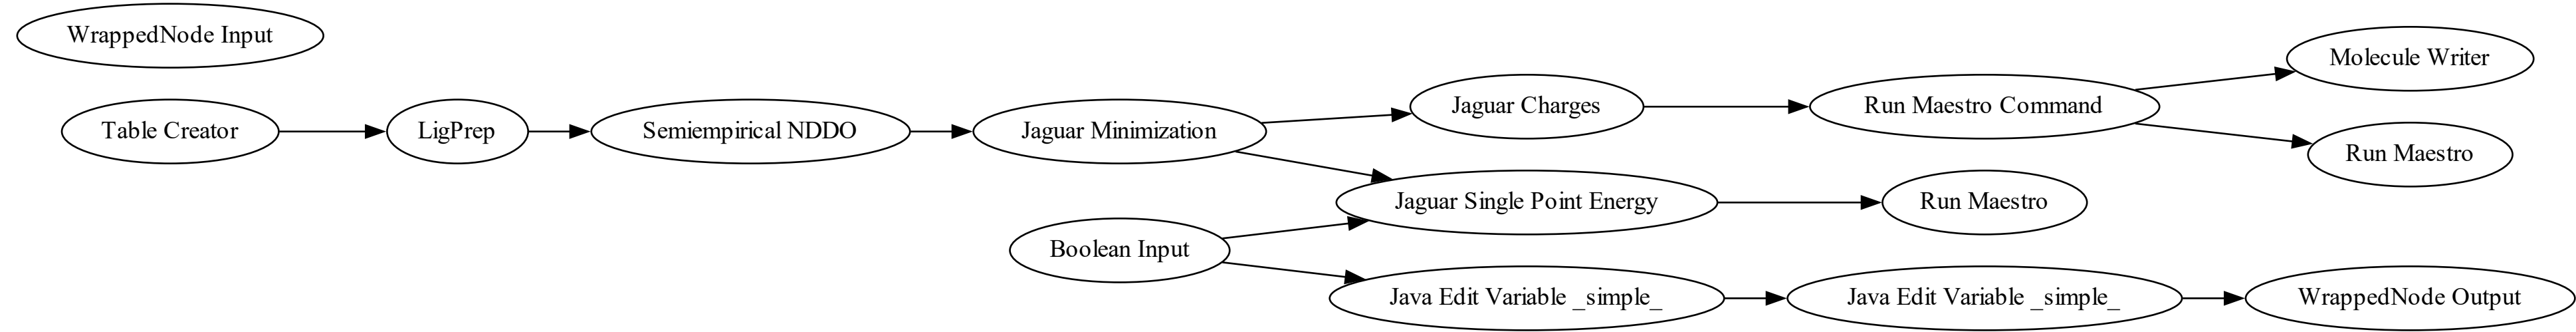 WrappedNode Input
Table Creator
LigPrep
Semiempirical NDDO
Jaguar Minimization
Jaguar Charges
Run Maestro Command
Molecule Writer
Run Maestro
Jaguar Single Point Energy
Run Maestro
Boolean Input
Java Edit Variable _simple_
Java Edit Variable _simple_
WrappedNode Output